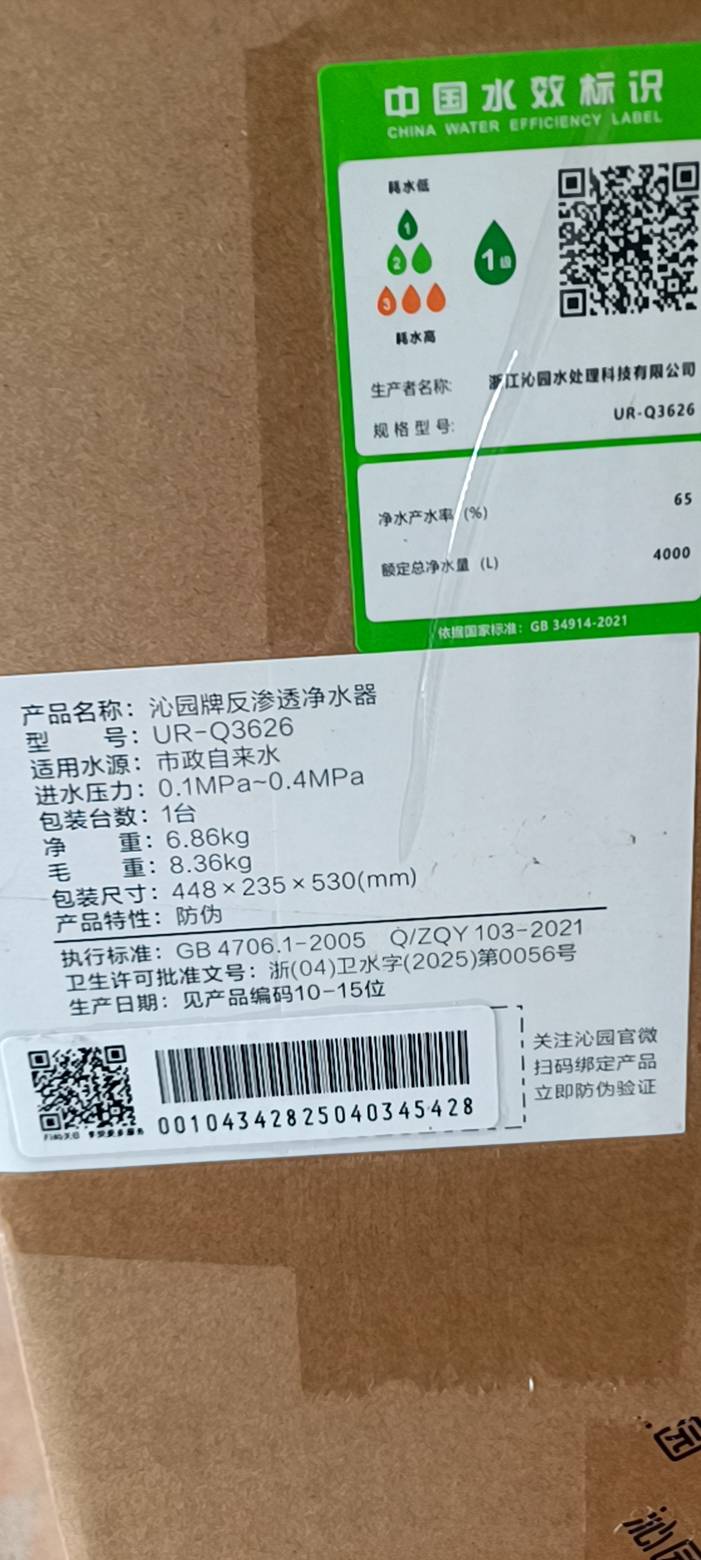 中国水效标识
CHINA WATER EFFICIENCY LABEL
耗水低
1
2
3
耗水高
1级
生产者名称: 浙江沁园水处理科技有限公司
规格型号: UR-Q3626
净水产水率 (%) 65
额定总净水量 (L) 4000
依据国家标准：GB 34914-2021
产品名称：沁园牌反渗透净水器
型 号：UR-Q3626
适用水源：市政自来水
进水压力：0.1MPa~0.4MPa
包装台数：1台
净 重：6.86kg
毛 重：8.36kg
包装尺寸：448×235×530(mm)
产品特性：防伪
执行标准：GB 4706.1-2005 Q/ZQY 103-2021
卫生许可批准文号：浙(04)卫水字(2025)第0056号
生产日期：见产品编码10-15位
00104342825040345428
关注沁园官微
扫码绑定产品
立即防伪验证
园
沁园